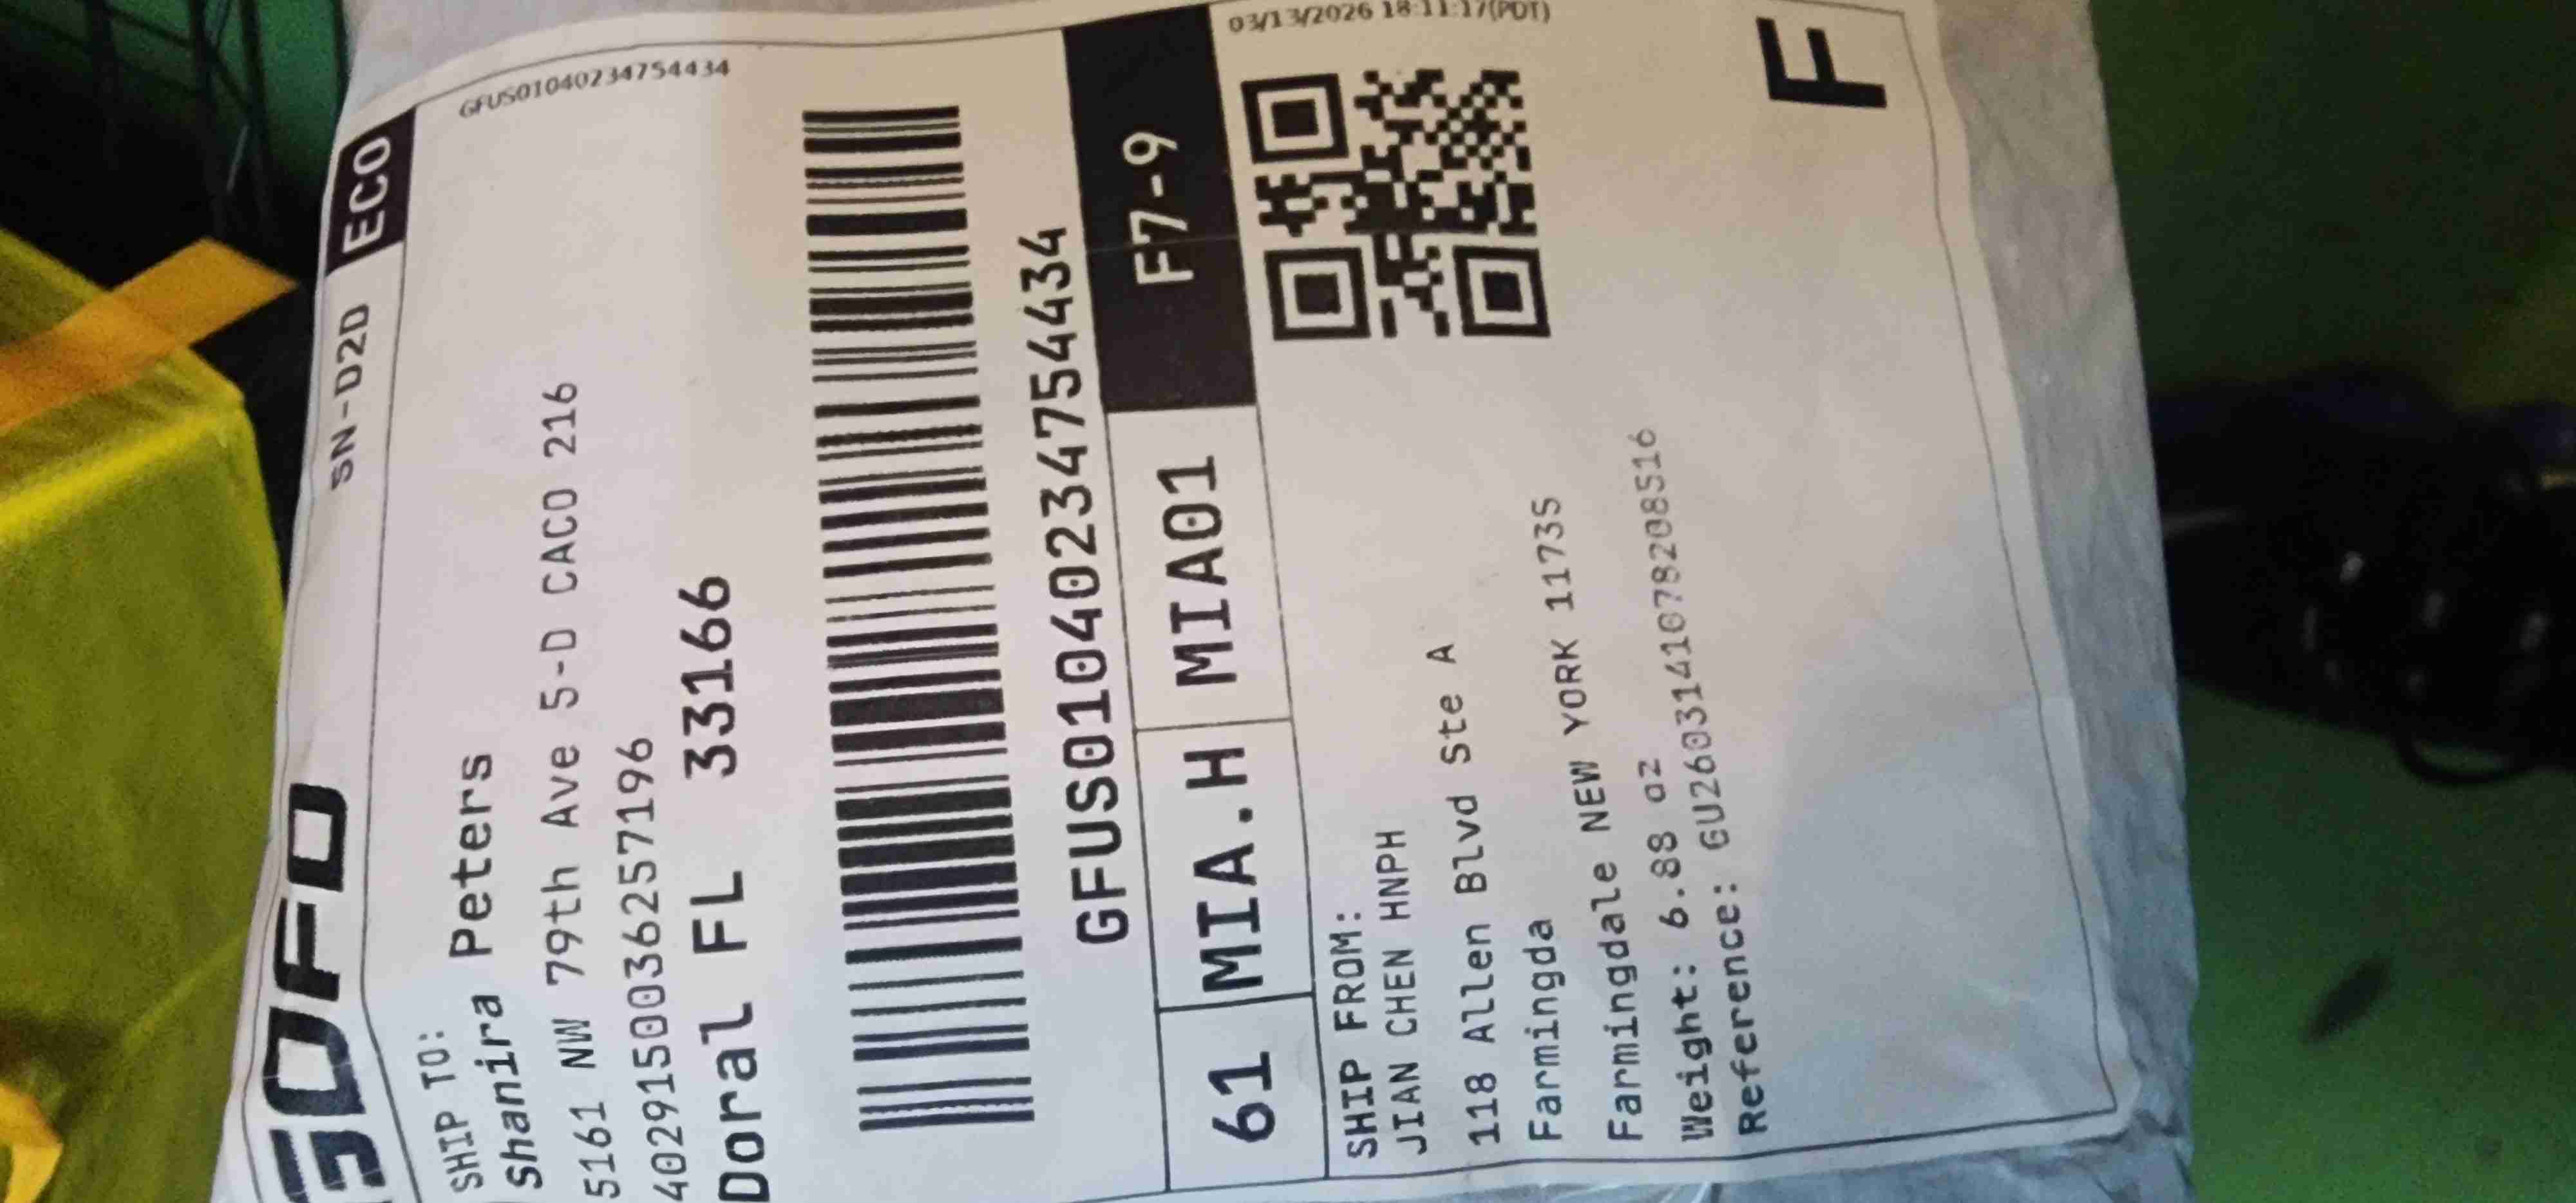 GOFO
SN-D2D ECO
GFUS01040234754434
SHIP TO:
Shanira Peters
5161 NW 79th Ave 5-D CACO 216
4029150036257196
Doral FL 33166
GFUS01040234754434
61 MIA.H MIA01 F7-9
03/13/2026 18:11:17(PDT)
SHIP FROM:
JIAN CHEN HNPH
118 Allen Blvd Ste A
Farmingda
Farmingdale NEW YORK 11735
Weight: 6.88 oz
Reference: GU2603141078208516
F